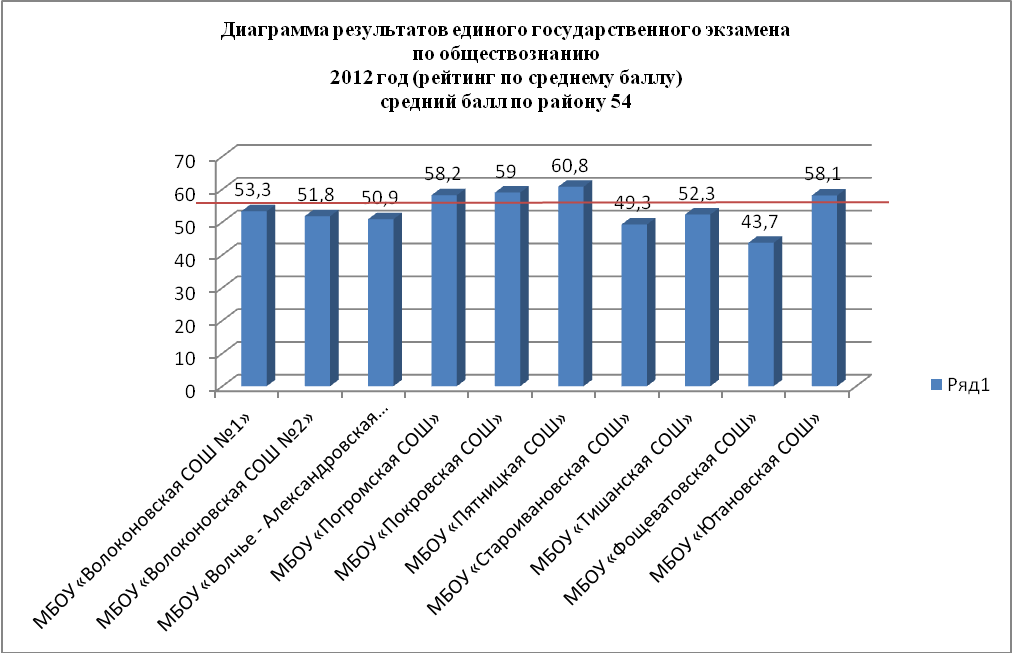 Диаграмма результатов единого государственного экзамена
по обществознанию
2012 год (рейтинг по среднему баллу)
средний балл по району 54
70
60
50
40
30
20
10
0
53,3
51,8
50,9
58,2
59
60,8
49,3
52,3
43,7
58,1
МБОУ «Волоконовская СОШ №1»
МБОУ «Волоконовская СОШ №2»
МБОУ «Волчье - Александровская...
МБОУ «Погромская СОШ»
МБОУ «Покровская СОШ»
МБОУ «Пятницкая СОШ»
МБОУ «Староивановская СОШ»
МБОУ «Тишанская СОШ»
МБОУ «Фощеватовская СОШ»
МБОУ «Ютановская СОШ»
Ряд1